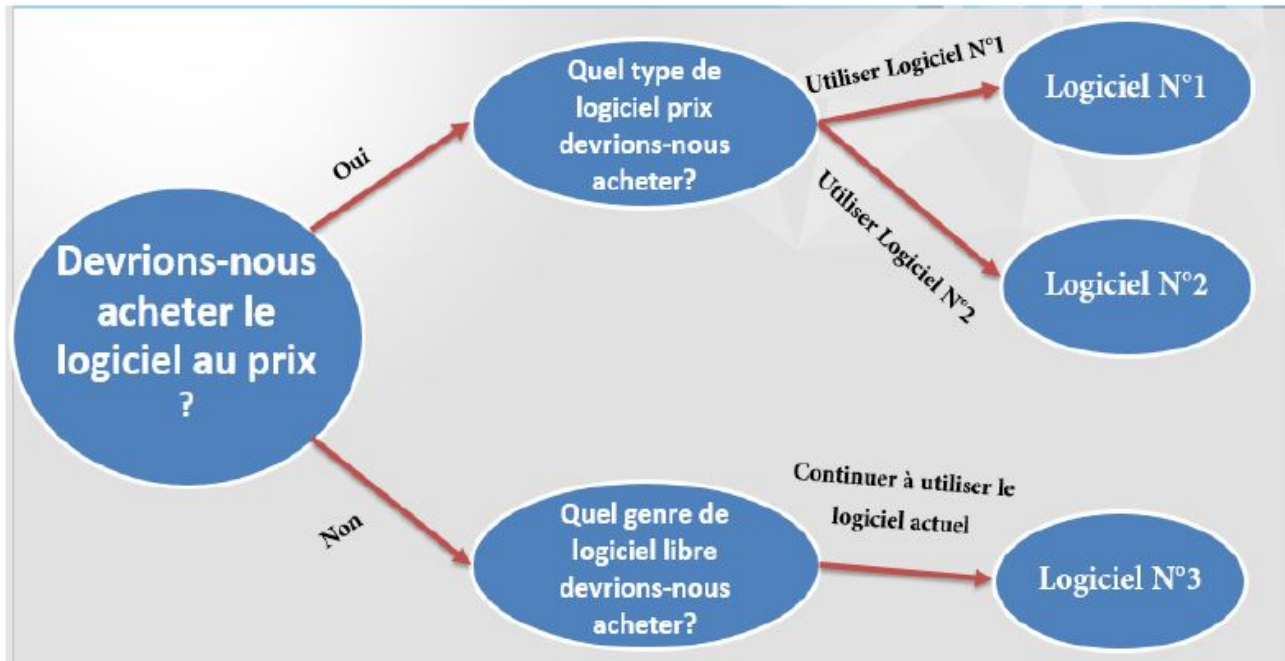 Devrions-nous
acheter le
logiciel au prix
?
Oui
Non
Quel type de
logiciel prix
devrions-nous
acheter?
Utiliser Logiciel N°1
Utiliser Logiciel N°2
Logiciel N°1
Logiciel N°2
Quel genre de
logiciel libre
devrions-nous
acheter?
Continuer à utiliser le
logiciel actuel
Logiciel N°3